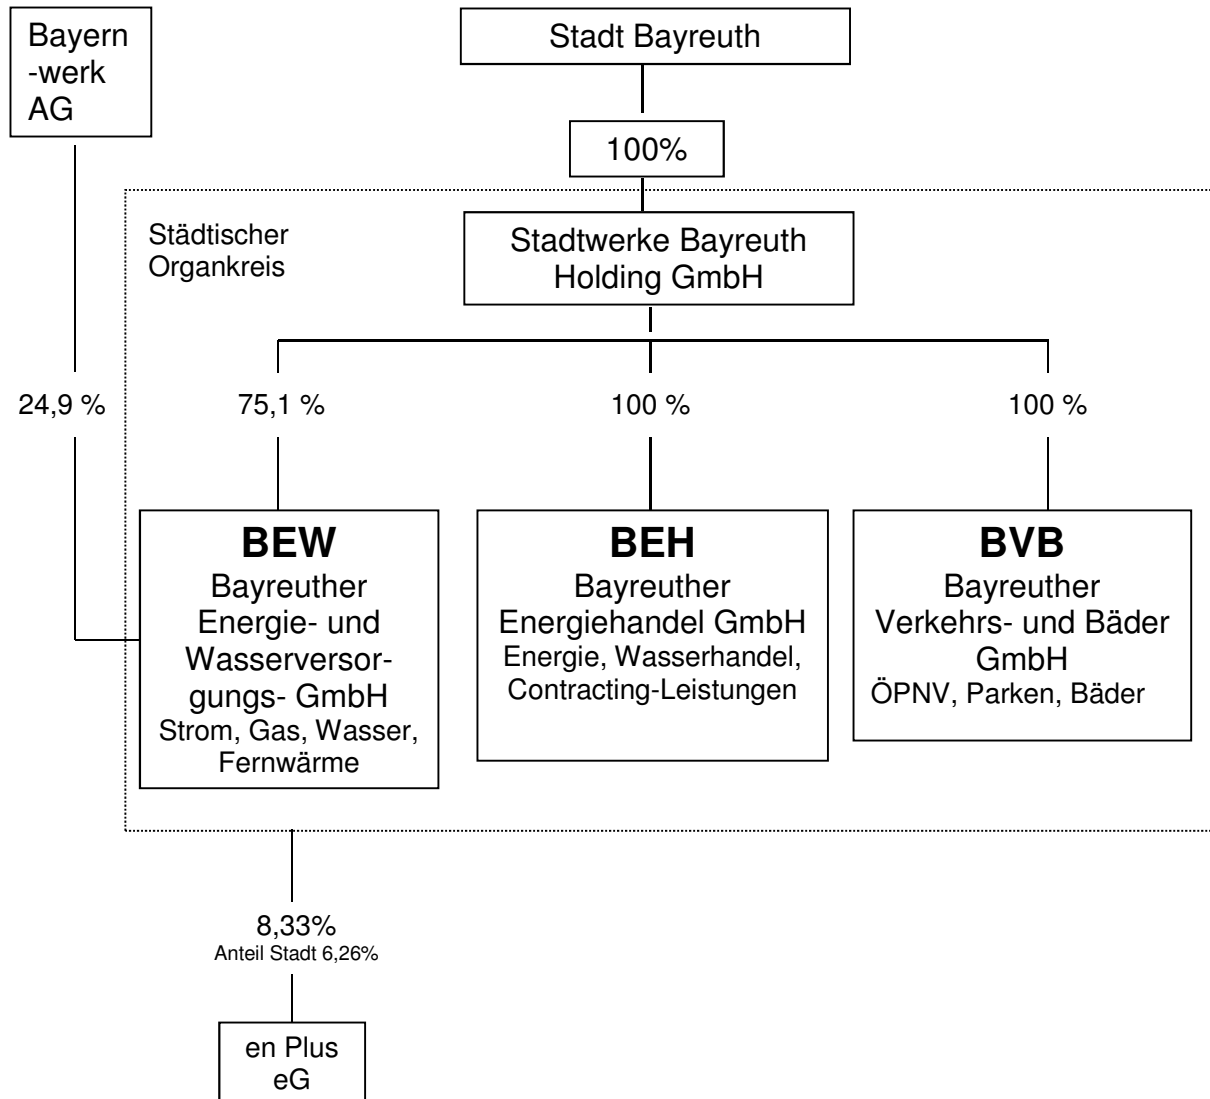 Bayern
-werk
AG
Stadt Bayreuth
100%
Städtischer
Organkreis
Stadtwerke Bayreuth
Holding GmbH
24,9 %
75,1 %
100 %
100 %
BEW
Bayreuther
Energie- und
Wasserversor-
gungs- GmbH
Strom, Gas, Wasser,
Fernwärme
BEH
Bayreuther
Energiehandel GmbH
Energie, Wasserhandel,
Contracting-Leistungen
BVB
Bayreuther
Verkehrs- und Bäder
GmbH
ÖPNV, Parken, Bäder
8,33%
Anteil Stadt 6,26%
en Plus
eG